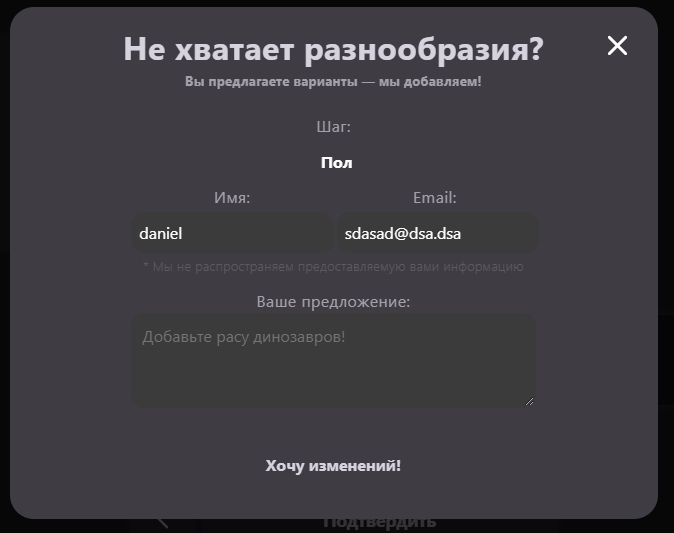 Не хватает разнообразия?
Вы предлагаете варианты — мы добавляем!
Шаг:
Пол
Имя: Email:
daniel sdasad@dsa.dsa
* Мы не распространяем предоставляемую вами информацию
Ваше предложение:
Добавьте расу динозавров!
Хочу изменений!
Подтвердить